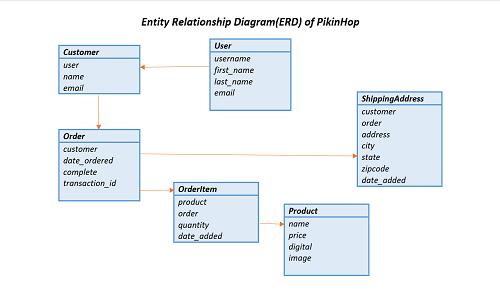 Entity Relationship Diagram(ERD) of PikinHop
Customer
user
name
email
User
username
first_name
last_name
email
ShippingAddress
customer
order
address
city
state
zipcode
date_added
Order
customer
date_ordered
complete
transaction_id
OrderItem
product
order
quantity
date_added
Product
name
price
digital
image